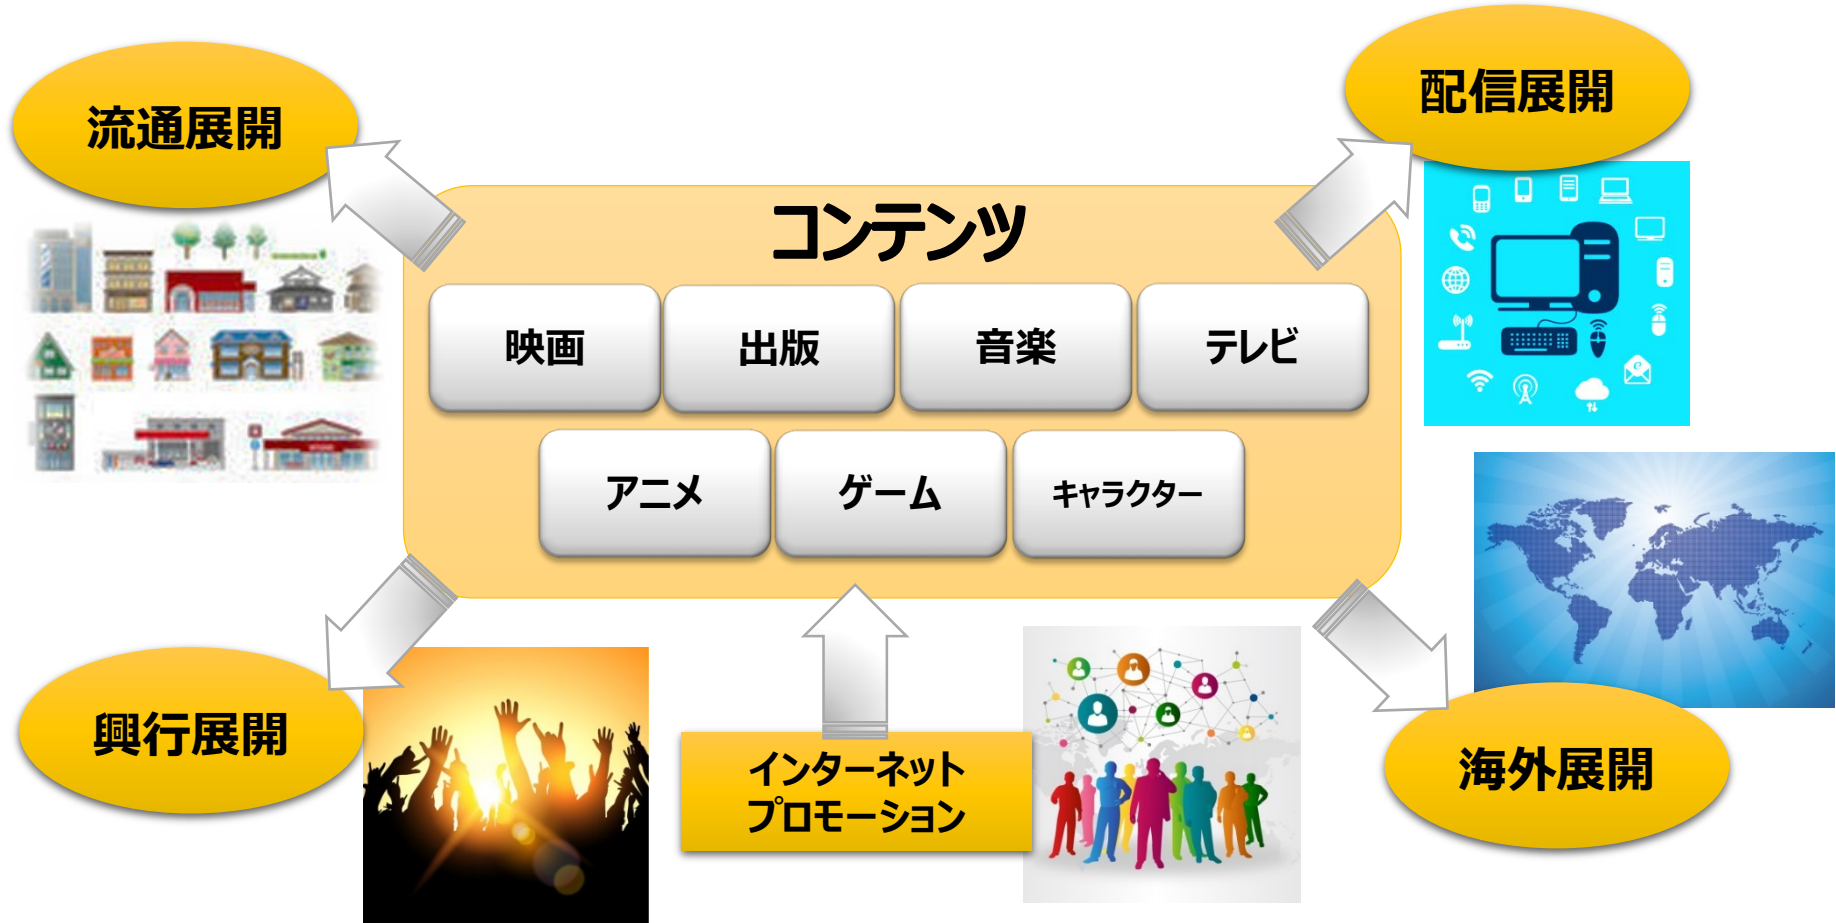 流通展開
配信展開
コンテンツ
映画
出版
音楽
テレビ
アニメ
ゲーム
キャラクター
興行展開
インターネット
プロモーション
海外展開